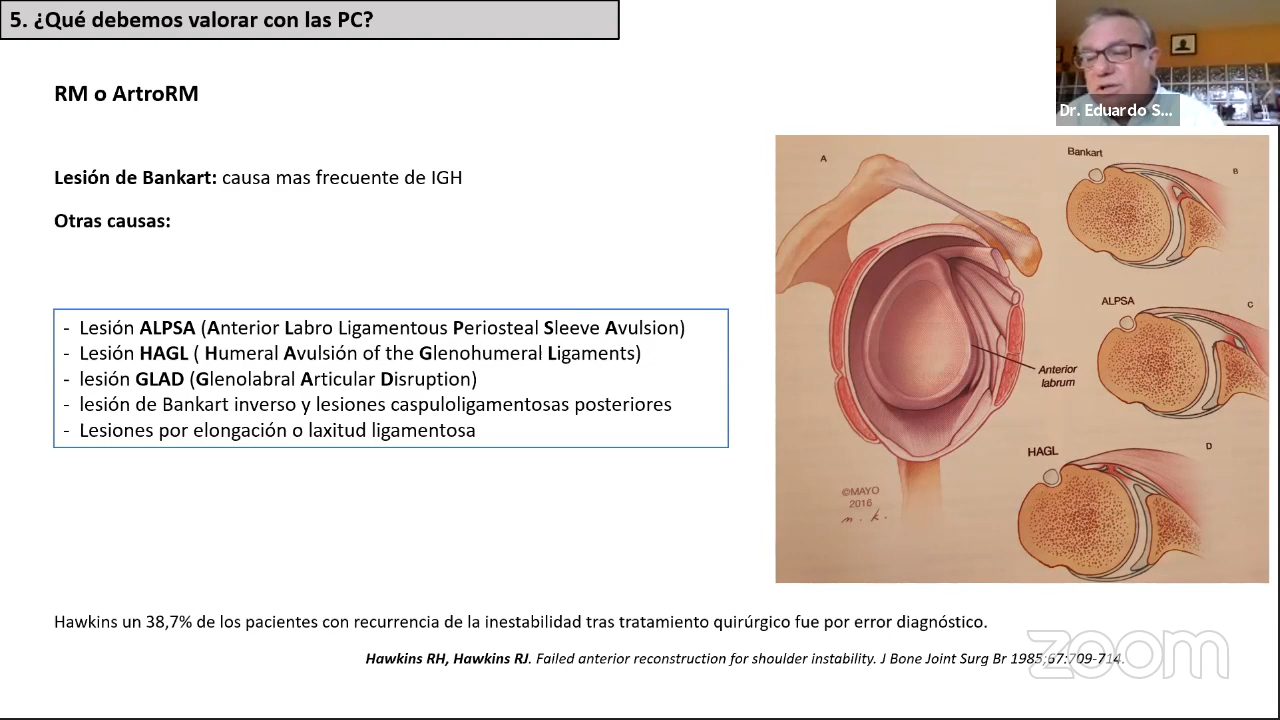 5. ¿Qué debemos valorar con las PC?
Dr. Eduardo S...
RM o ArtroRM
Lesión de Bankart: causa mas frecuente de IGH
Otras causas:
- Lesión ALPSA (Anterior Labro Ligamentous Periosteal Sleeve Avulsion)
- Lesión HAGL ( Humeral Avulsión of the Glenohumeral Ligaments)
- lesión GLAD (Glenolabral Articular Disruption)
- lesión de Bankart inverso y lesiones caspuloligamentosas posteriores
- Lesiones por elongación o laxitud ligamentosa
A
Bankart
B
ALPSA
C
Anterior
labrum
HAGL
D
©MAYO
2016
m. k.
Hawkins un 38,7% de los pacientes con recurrencia de la inestabilidad tras tratamiento quirúrgico fue por error diagnóstico.
Hawkins RH, Hawkins RJ. Failed anterior reconstruction for shoulder instability. J Bone Joint Surg Br 1985;67:709-714.
zoom